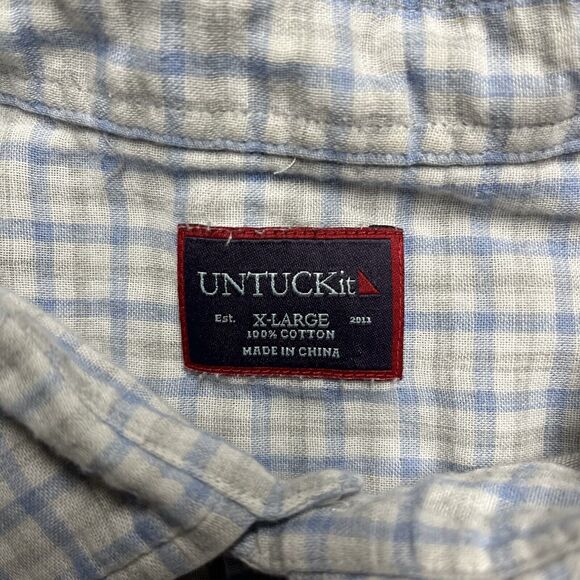 UNTUCKit
Est. X-LARGE 2011
100% COTTON
MADE IN CHINA